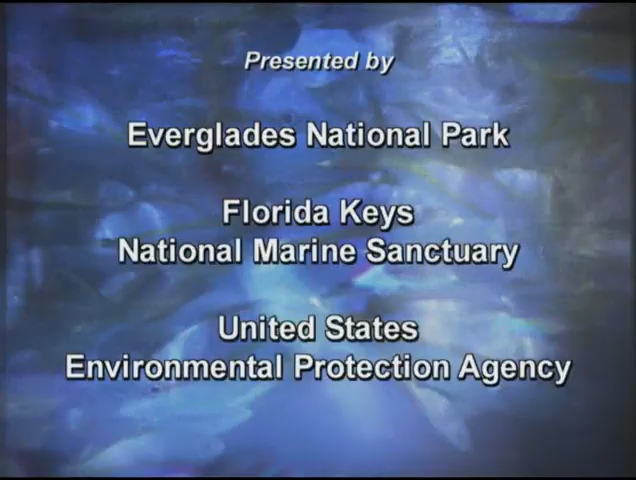 Presented by
Everglades National Park
Florida Keys
National Marine Sanctuary
United States
Environmental Protection Agency